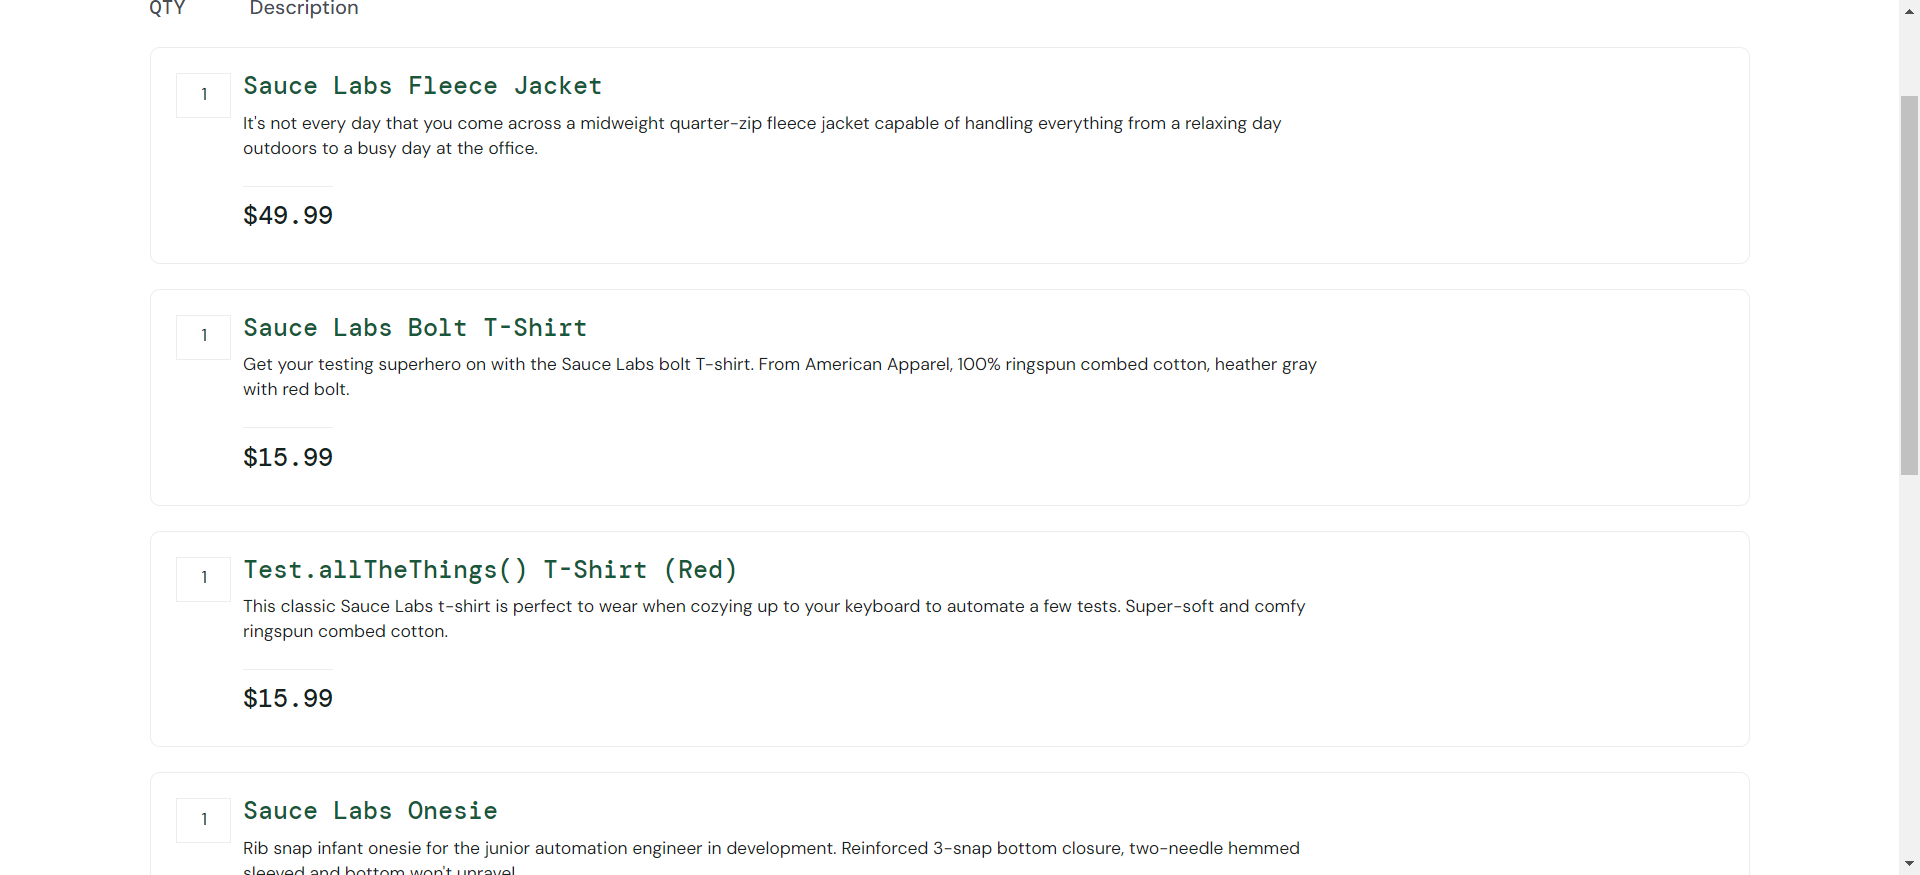 QTY Description
1 Sauce Labs Fleece Jacket
It's not every day that you come across a midweight quarter-zip fleece jacket capable of handling everything from a relaxing day
outdoors to a busy day at the office.
$49.99
1 Sauce Labs Bolt T-Shirt
Get your testing superhero on with the Sauce Labs bolt T-shirt. From American Apparel, 100% ringspun combed cotton, heather gray
with red bolt.
$15.99
1 Test.allTheThings() T-Shirt (Red)
This classic Sauce Labs t-shirt is perfect to wear when cozying up to your keyboard to automate a few tests. Super-soft and comfy
ringspun combed cotton.
$15.99
1 Sauce Labs Onesie
Rib snap infant onesie for the junior automation engineer in development. Reinforced 3-snap bottom closure, two-needle hemmed
sleeved and bottom won't unravel.